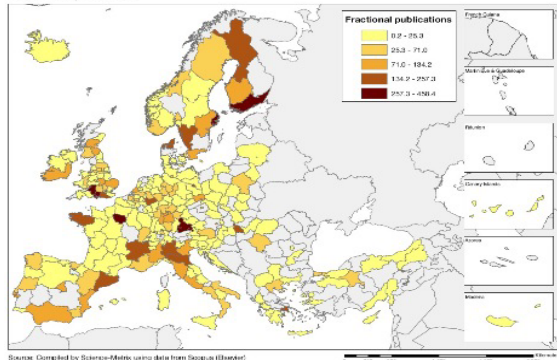 Fractional publications
0.2 - 25.3
25.3 - 71.0
71.0 - 134.2
134.2 - 257.3
257.3 - 458.4
French Guiana
Martinique & Guadeloupe
Réunion
Canary Islands
Azores
Madeira
Source: Compiled by Science-Metrix using data from Scopus (Elsevier)